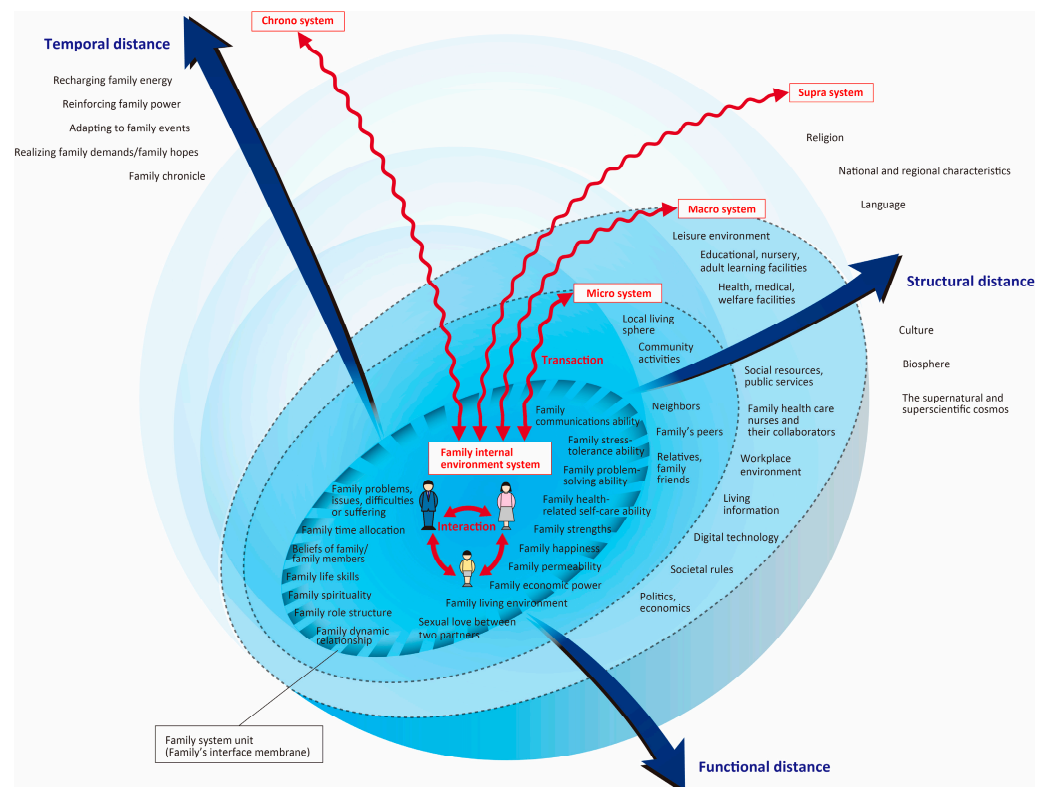 Chrono system
Temporal distance
Recharging family energy
Reinforcing family power
Adapting to family events
Realizing family demands/family hopes
Family chronicle
Supra system
Religion
National and regional characteristics
Language
Macro system
Leisure environment
Educational, nursery,
adult learning facilities
Health, medical,
welfare facilities
Structural distance
Micro system
Local living
sphere
Community
activities
Transaction
Culture
Biosphere
The supernatural and
superscientific cosmos
Social resources,
public services
Family health care
nurses and
their collaborators
Workplace
environment
Living
information
Digital technology
Societal rules
Politics,
economics
Neighbors
Family's peers
Relatives,
family
friends
Family
communications ability
Family stress-
tolerance ability
Family problem-
solving ability
Family health-
related self-care ability
Family strengths
Family happiness
Family permeability
Family economic power
Family living environment
Sexual love between
two partners
Family internal
environment system
Interaction
Family problems,
issues, difficulties
or suffering
Family time allocation
Beliefs of family/
family members
Family life skills
Family spirituality
Family role structure
Family dynamic
relationship
Family system unit
(Family's interface membrane)
Functional distance